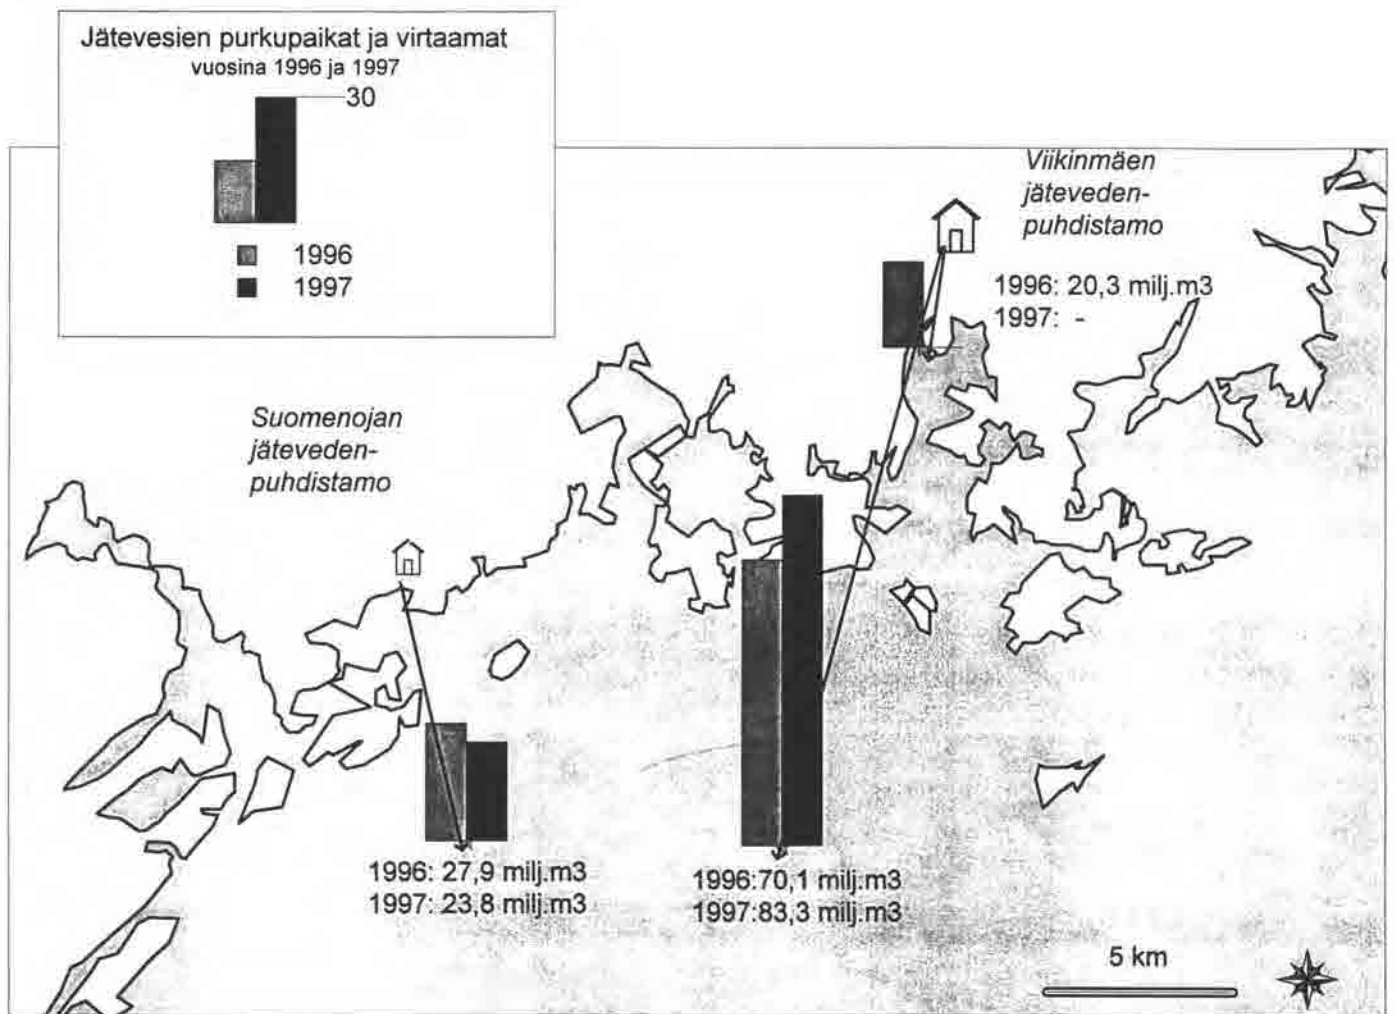 Jätevesien purkupaikat ja virtaamat
vuosina 1996 ja 1997
30
1996
1997
Viikinmäen
jäteveden-
puhdistamo
1996: 20,3 milj.m3
1997: -
Suomenojan
jäteveden-
puhdistamo
1996: 27,9 milj.m3
1997: 23,8 milj.m3
1996:70,1 milj.m3
1997:83,3 milj.m3
5 km